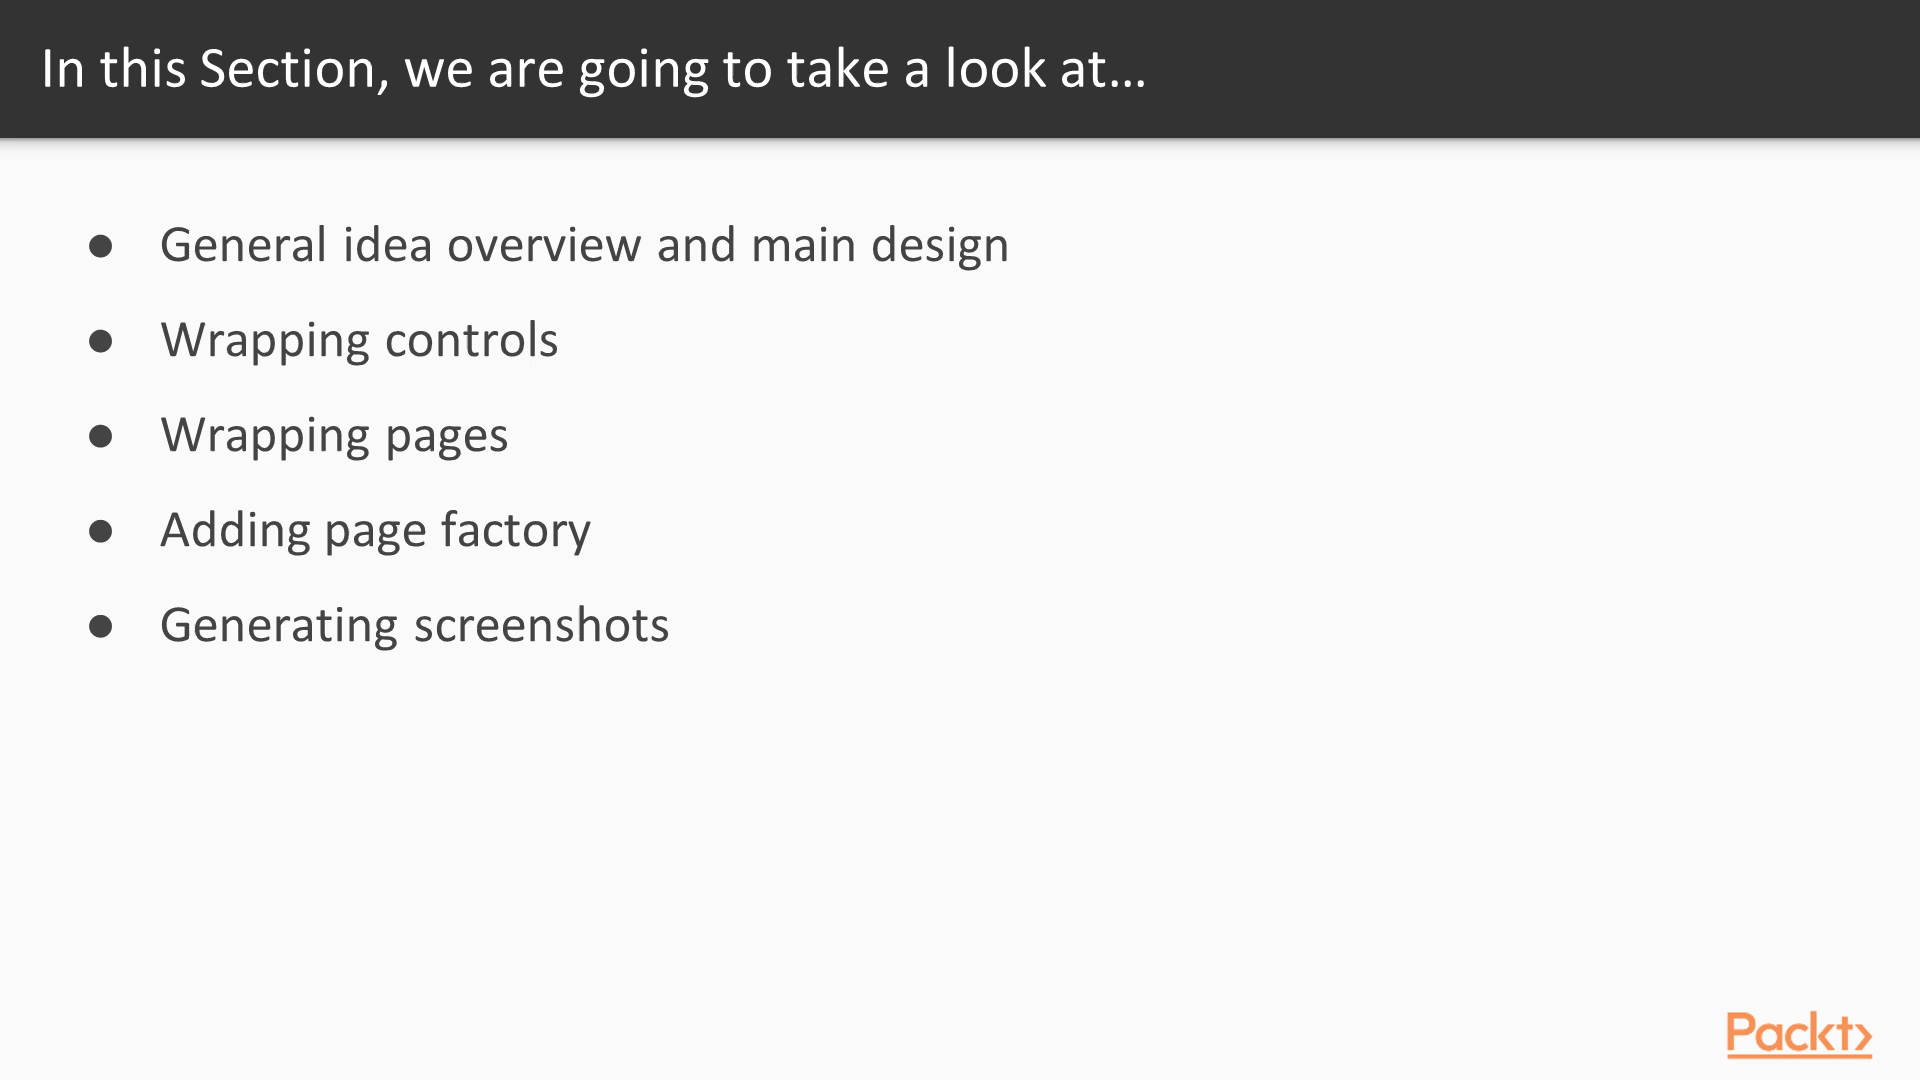 In this Section, we are going to take a look at…
● General idea overview and main design
● Wrapping controls
● Wrapping pages
● Adding page factory
● Generating screenshots
Packt>